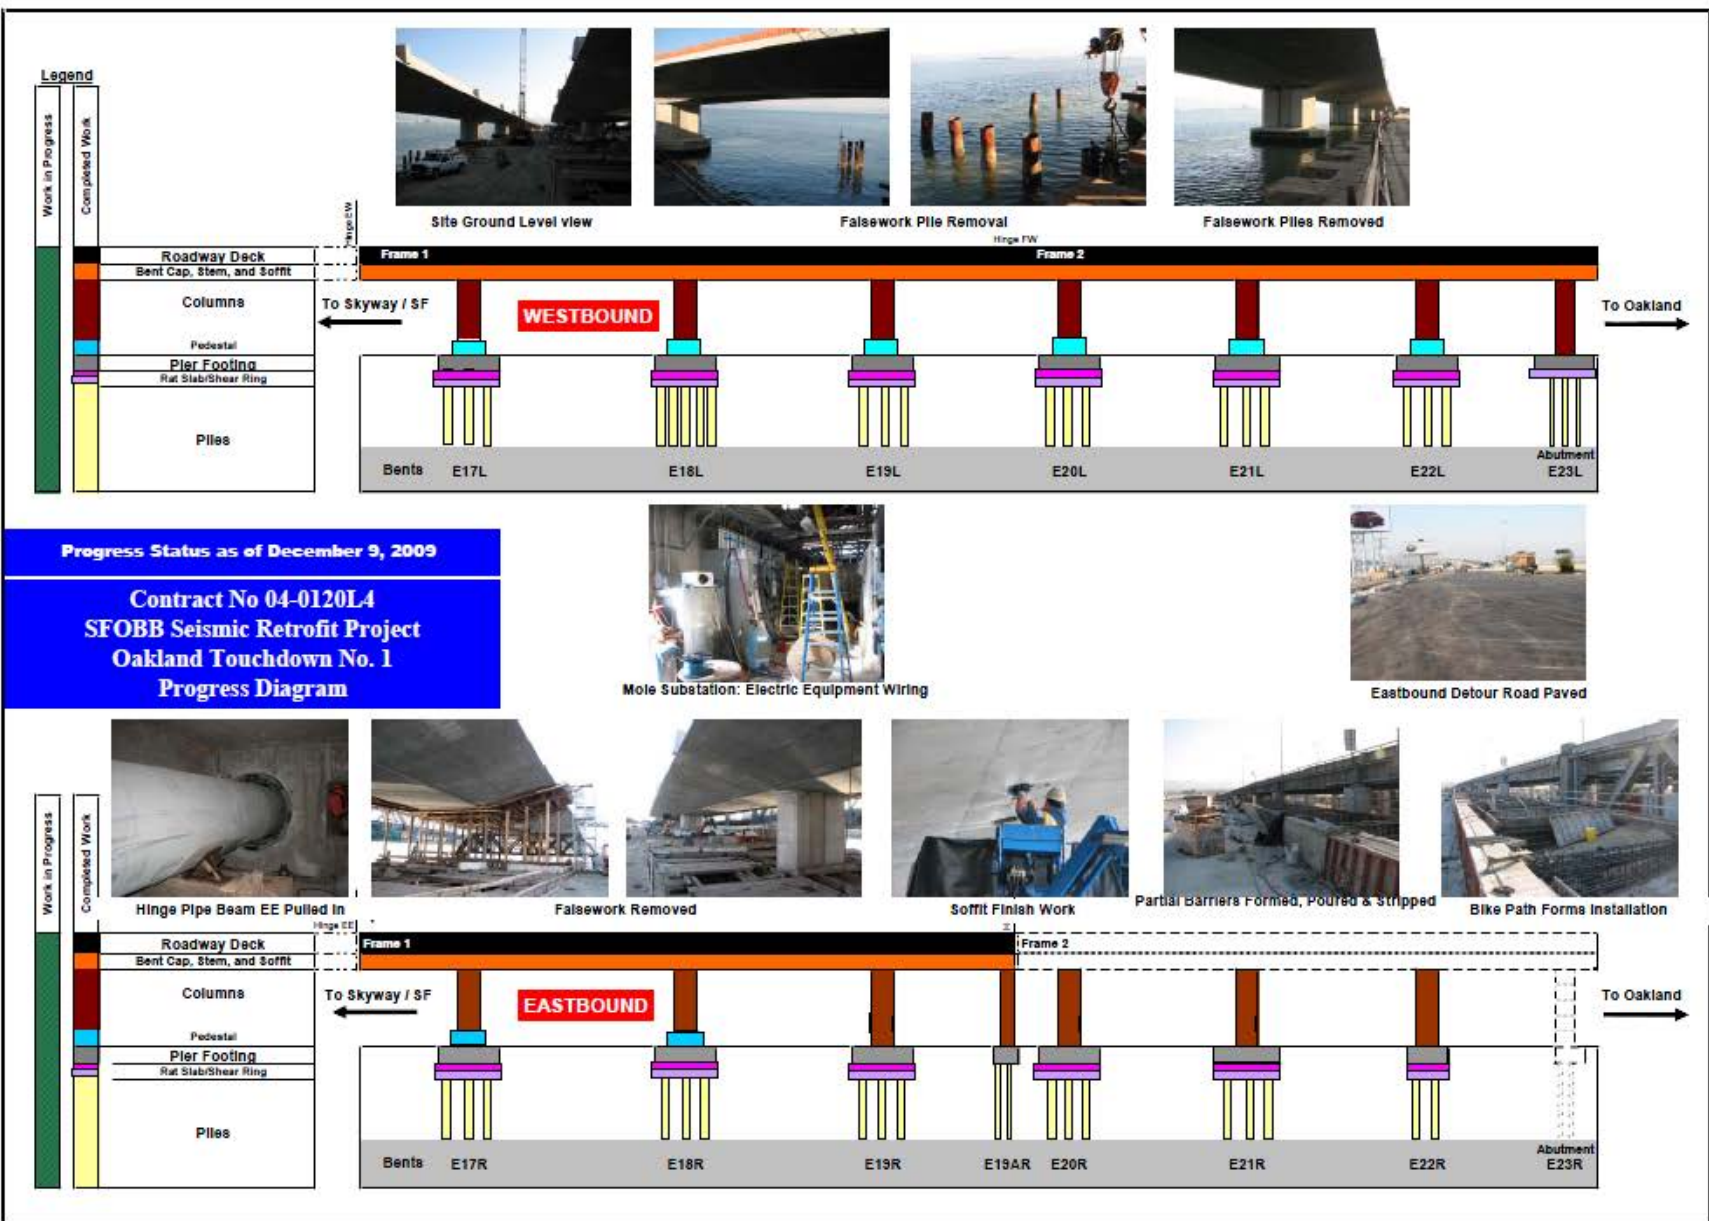 Legend
Work in Progress
Completed Work
Site Ground Level view
Falsework Pile Removal
Falsework Piles Removed
Hinge EW
Hinge FW
Roadway Deck
Frame 1
Frame 2
Bent Cap, Stem, and Soffit
Columns
To Skyway / SF
WESTBOUND
To Oakland
Pedestal
Pier Footing
Rat Slab/Shear Ring
Piles
Bents
E17L
E18L
E19L
E20L
E21L
E22L
Abutment
E23L
Progress Status as of December 9, 2009
Contract No 04-0120L4
SFOBB Seismic Retrofit Project
Oakland Touchdown No. 1
Progress Diagram
Mole Substation: Electric Equipment Wiring
Eastbound Detour Road Paved
Work in Progress
Completed Work
Hinge Pipe Beam EE Pulled In
Falsework Removed
Soffit Finish Work
Partial Barriers Formed, Poured & Stripped
Bike Path Forms Installation
Hinge EE
Roadway Deck
Frame 1
Frame 2
Bent Cap, Stem, and Soffit
Columns
To Skyway / SF
EASTBOUND
To Oakland
Pedestal
Pier Footing
Rat Slab/Shear Ring
Piles
Bents
E17R
E18R
E19R
E19AR
E20R
E21R
E22R
Abutment
E23R